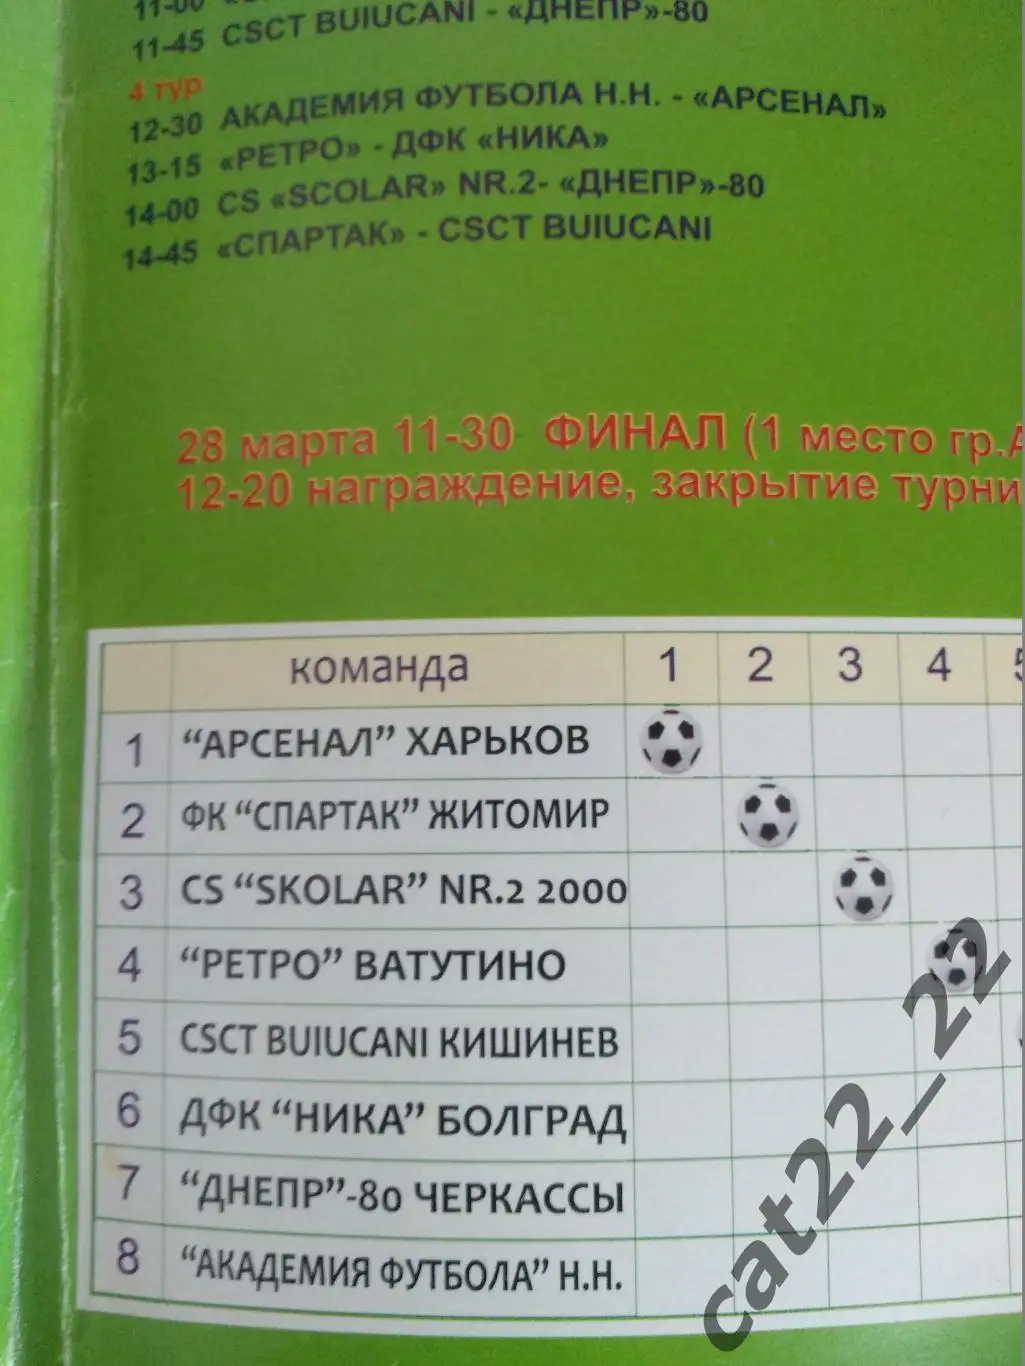 11-00
11-45 CSCT BUIUCANI - «ДНЕПР»-80
4 тур
12-30 АКАДЕМИЯ ФУТБОЛА Н.Н. - «АРСЕНАЛ»
13-15 «РЕТРО» - ДФК «НИКА»
14-00 CS «SCOLAR» NR.2- «ДНЕПР»-80
14-45 «СПАРТАК» - CSCT BUIUCANI
28 марта 11-30 ФИНАЛ (1 место гр.А
12-20 награждение, закрытие турни
команда 1 2 3 4 5
1 “АРСЕНАЛ” ХАРЬКОВ
2 ФК “СПАРТАК” ЖИТОМИР
3 CS “SKOLAR” NR.2 2000
4 “РЕТРО” ВАТУТИНО
5 CSCT BUIUCANI КИШИНЕВ
6 ДФК “НИКА” БОЛГРАД
7 “ДНЕПР”-80 ЧЕРКАССЫ
8 “АКАДЕМИЯ ФУТБОЛА” Н.Н.
cat22_22